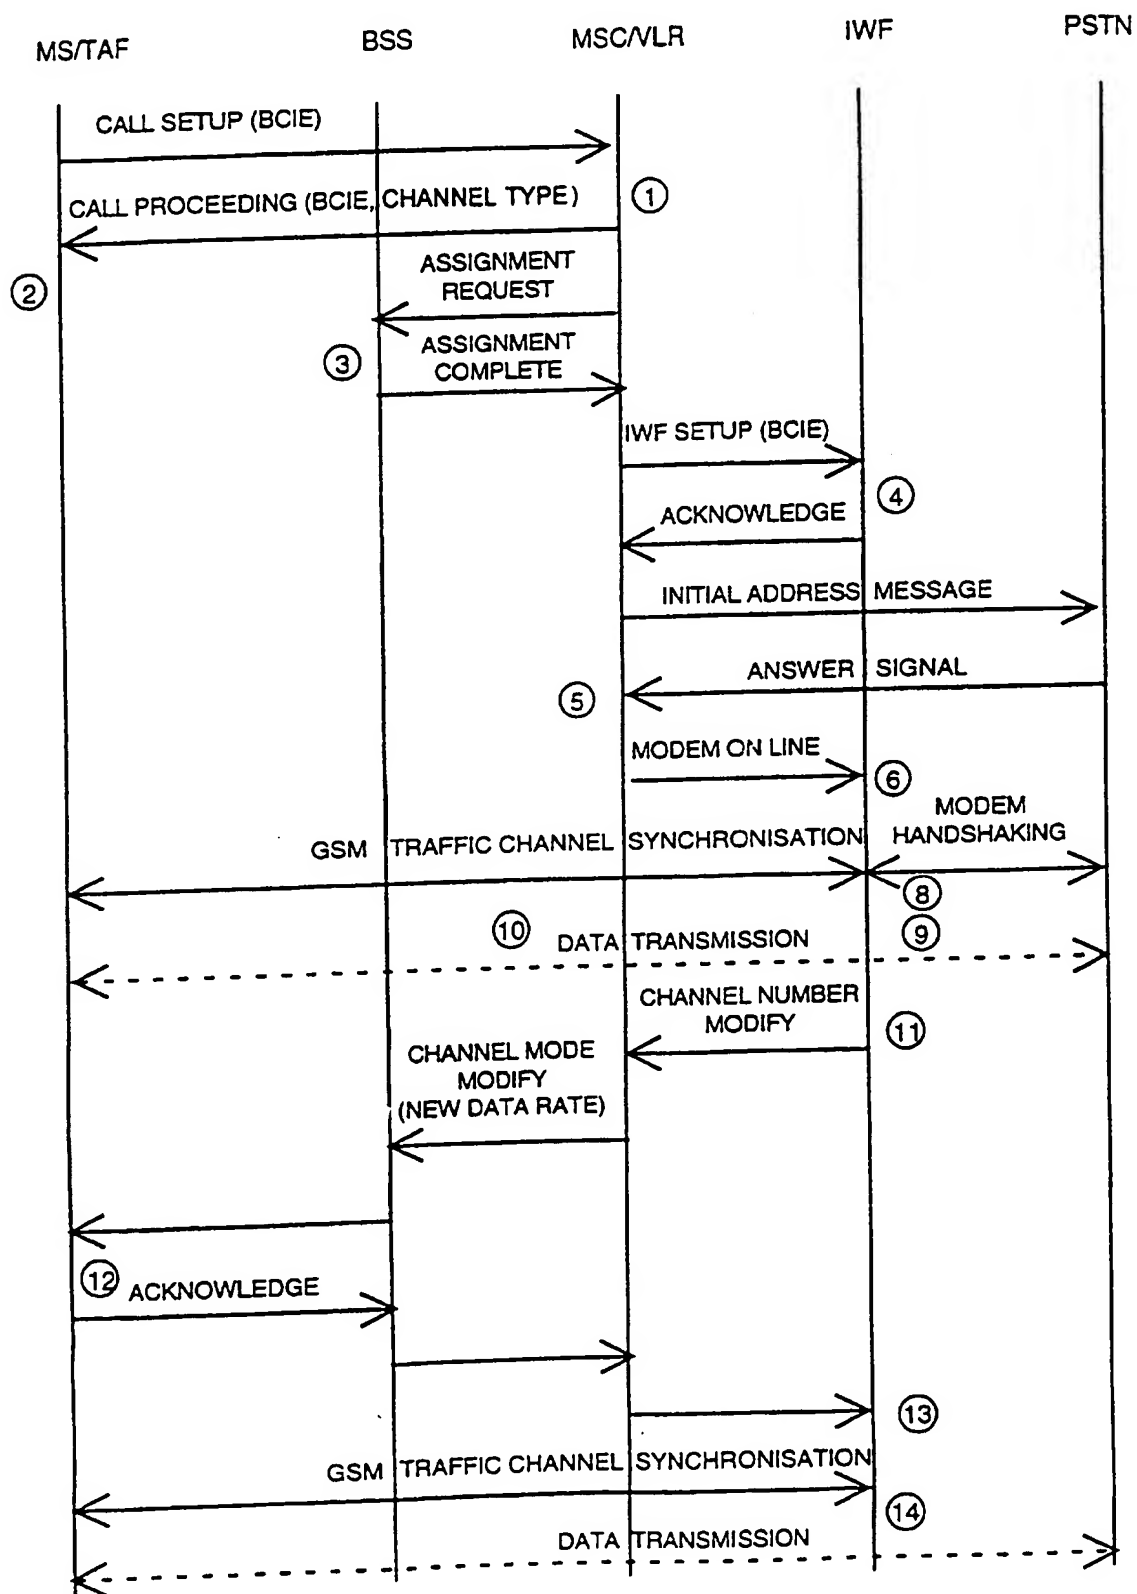 MS/TAF BSS MSC/VLR IWF PSTN
CALL SETUP (BCIE)
CALL PROCEEDING (BCIE, CHANNEL TYPE)
1
ASSIGNMENT
REQUEST
2
ASSIGNMENT
COMPLETE
3
IWF SETUP (BCIE)
4
ACKNOWLEDGE
INITIAL ADDRESS MESSAGE
ANSWER SIGNAL
5
MODEM ON LINE
6
MODEM
HANDSHAKING
GSM TRAFFIC CHANNEL SYNCHRONISATION
8
10
DATA TRANSMISSION
9
CHANNEL NUMBER
MODIFY
11
CHANNEL MODE
MODIFY
(NEW DATA RATE)
12
ACKNOWLEDGE
13
GSM TRAFFIC CHANNEL SYNCHRONISATION
14
DATA TRANSMISSION